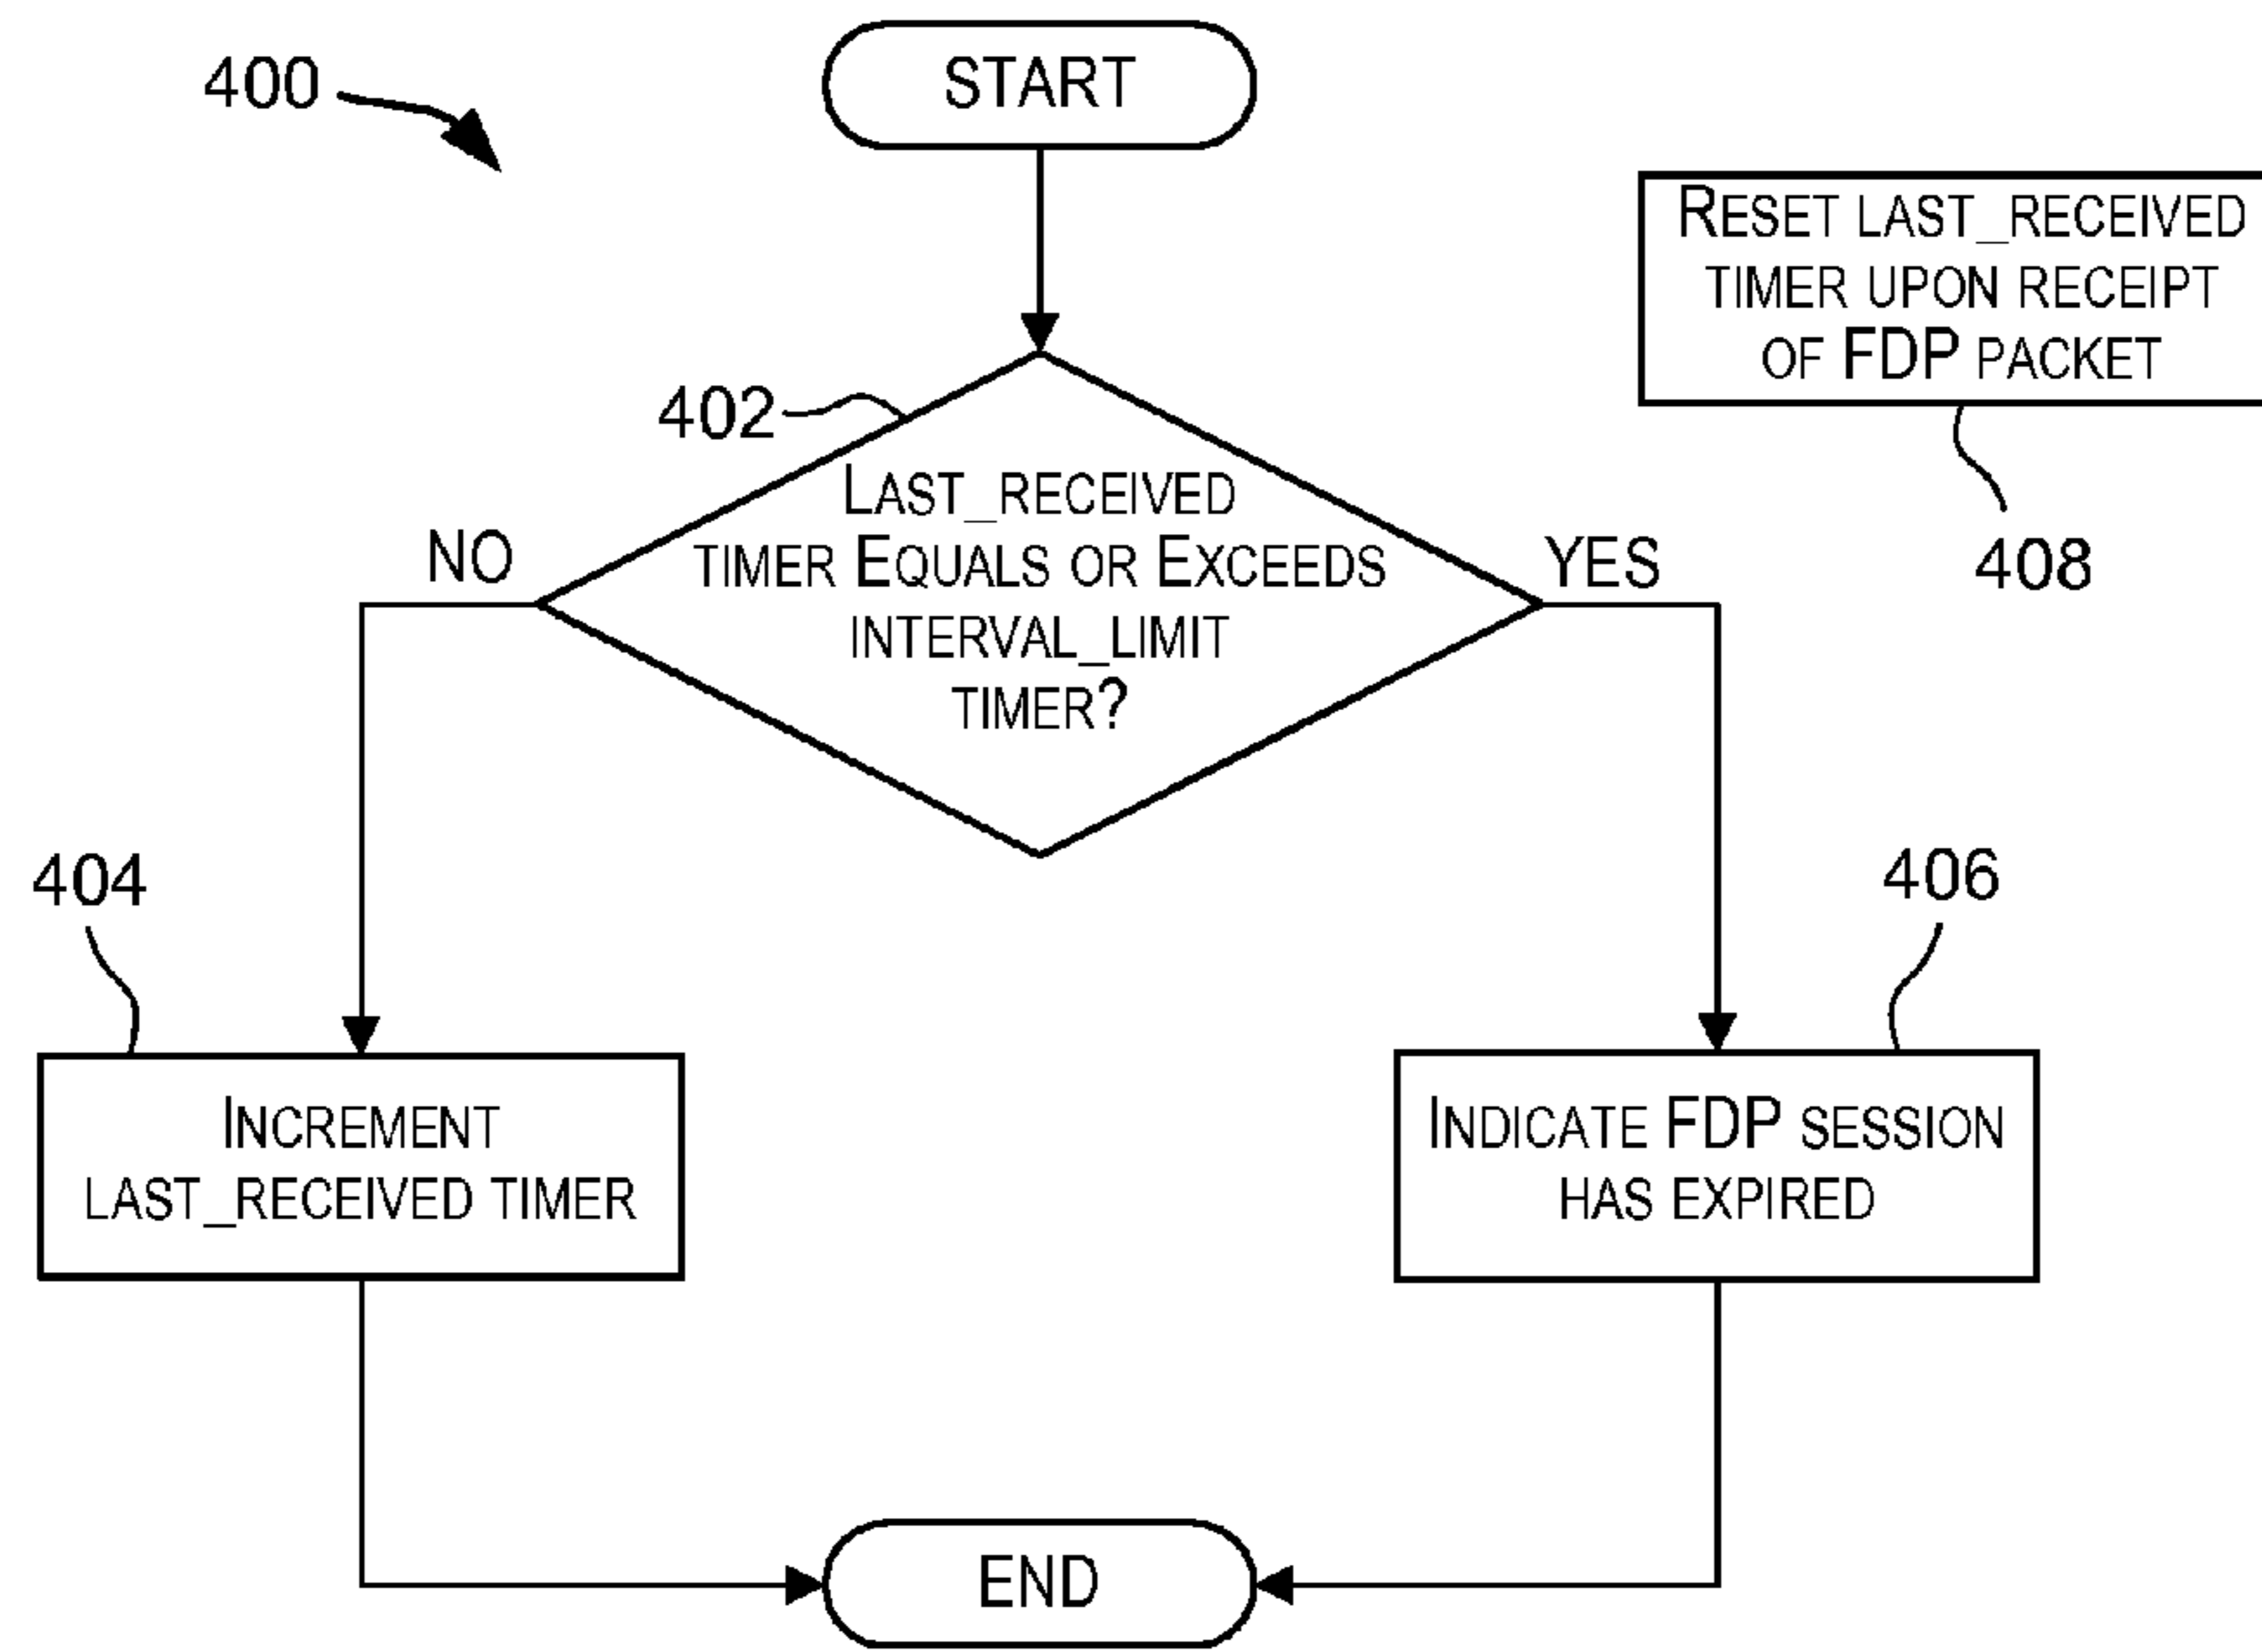 400
START
RESET LAST_RECEIVED
TIMER UPON RECEIPT
OF FDP PACKET
408
402
LAST_RECEIVED
TIMER EQUALS OR EXCEEDS
INTERVAL_LIMIT
TIMER?
NO
YES
404
406
INCREMENT
LAST_RECEIVED TIMER
INDICATE FDP SESSION
HAS EXPIRED
END